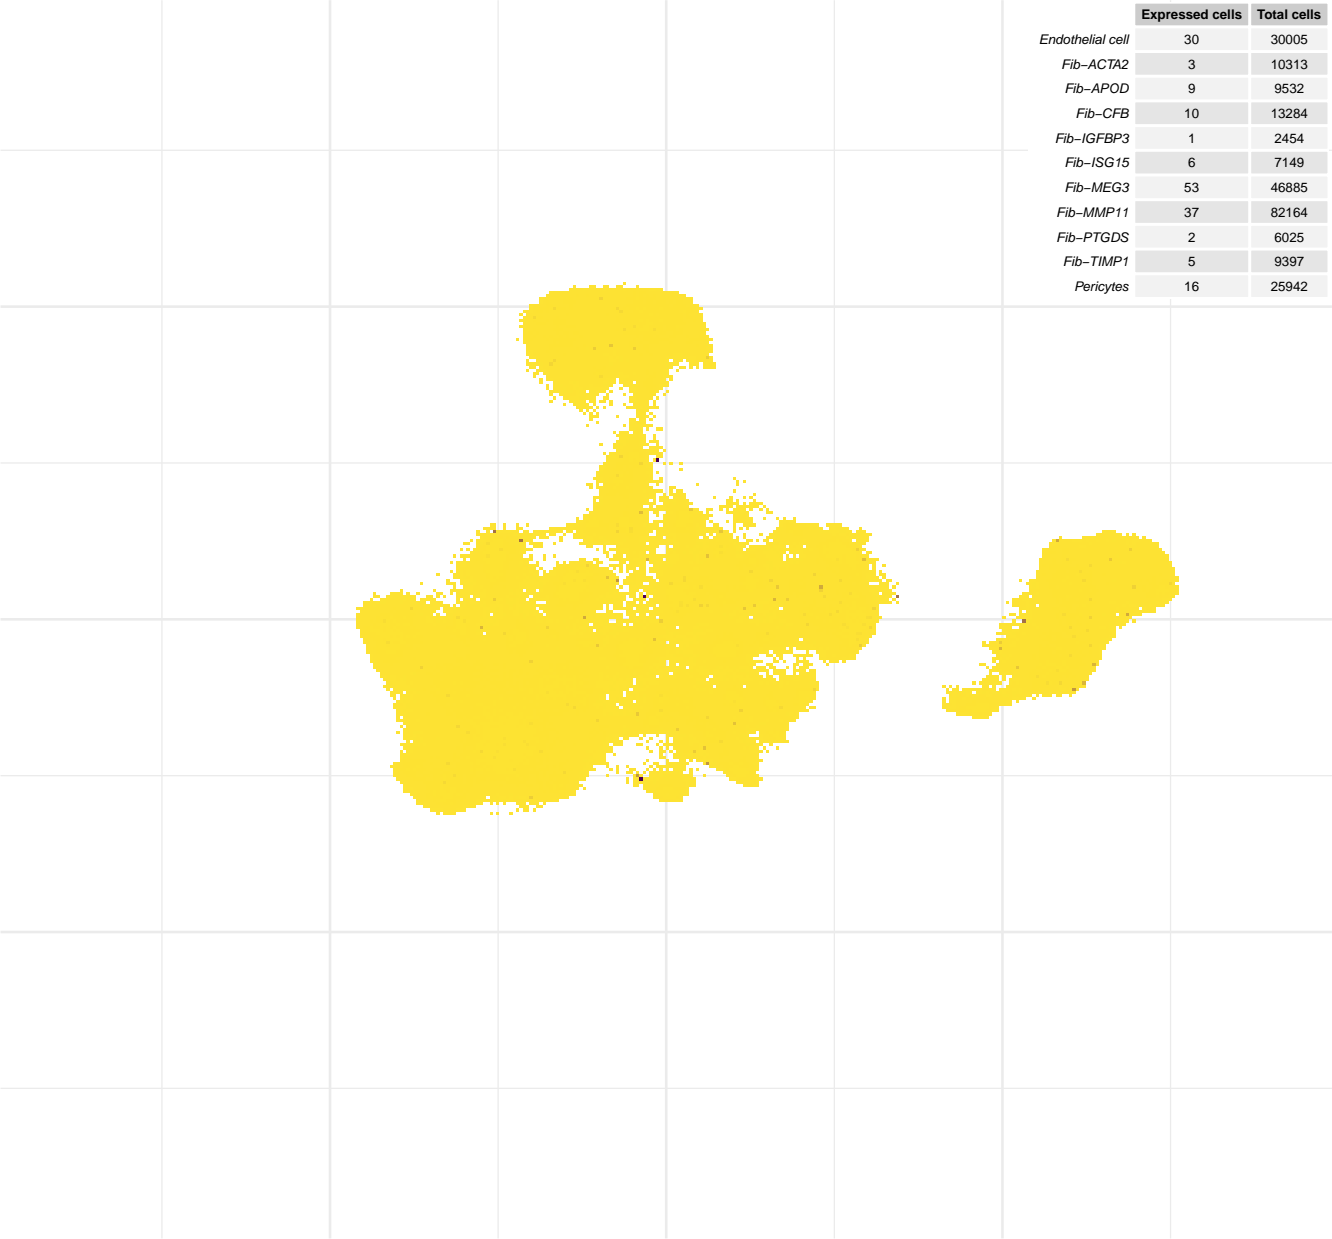 Expressed cells Total cells
Endothelial cell 30 30005
Fib−ACTA2 3 10313
Fib−APOD 9 9532
Fib−CFB 10 13284
Fib−IGFBP3 1 2454
Fib−ISG15 6 7149
Fib−MEG3 53 46885
Fib−MMP11 37 82164
Fib−PTGDS 2 6025
Fib−TIMP1 5 9397
Pericytes 16 25942